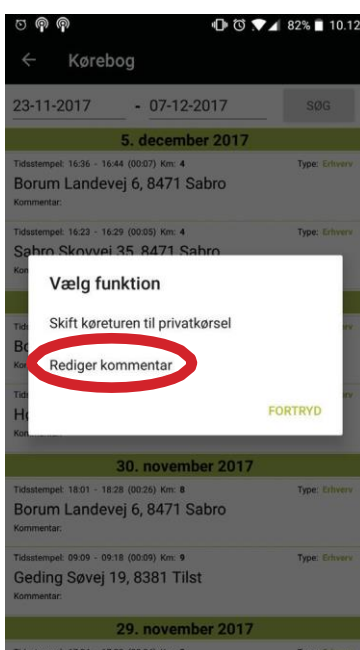 82% 10.12
Kørebog
23-11-2017 - 07-12-2017 SØG
5. december 2017
Tidsstempel: 16:36 - 16:44 (00:07) Km: 4 Type: Erhverv
Borum Landevej 6, 8471 Sabro
Kommentar:
Tidsstempel: 16:23 - 16:29 (00:05) Km: 4 Type: Erhverv
Sabro Skovvej 35, 8471 Sabro
Vælg funktion
Skift køreturen til privatkørsel
Rediger kommentar
FORTRYD
30. november 2017
Tidsstempel: 18:01 - 18:28 (00:26) Km: 8 Type: Erhverv
Borum Landevej 6, 8471 Sabro
Kommentar:
Tidsstempel: 09:09 - 09:18 (00:09) Km: 9 Type: Erhverv
Geding Søvej 19, 8381 Tilst
Kommentar:
29. november 2017